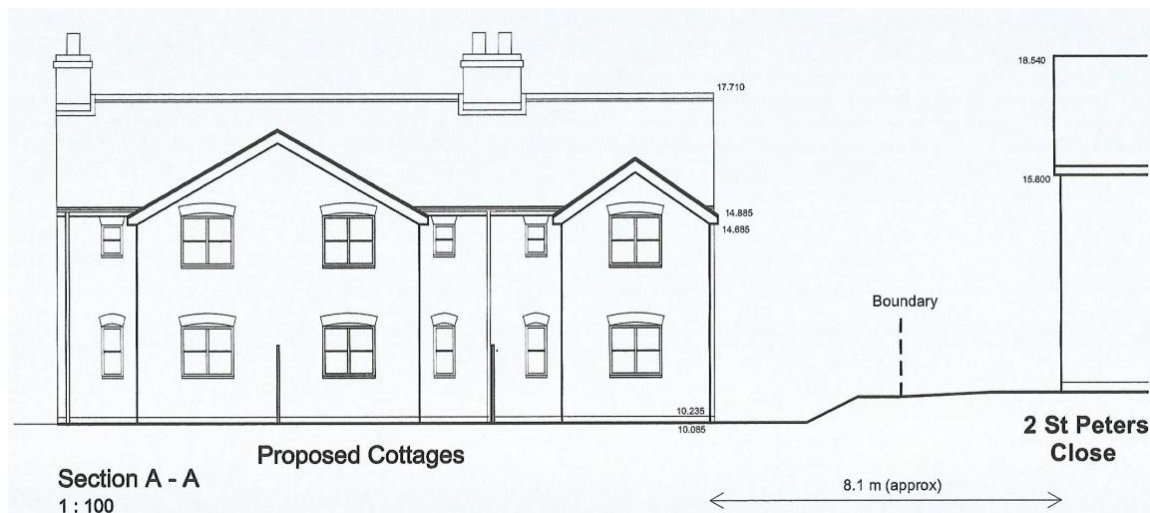 18.540
17.710
15.800
14.885
14.685
Boundary
10.235
10.085
2 St Peters
Close
Proposed Cottages
Section A - A
1 : 100
8.1 m (approx)